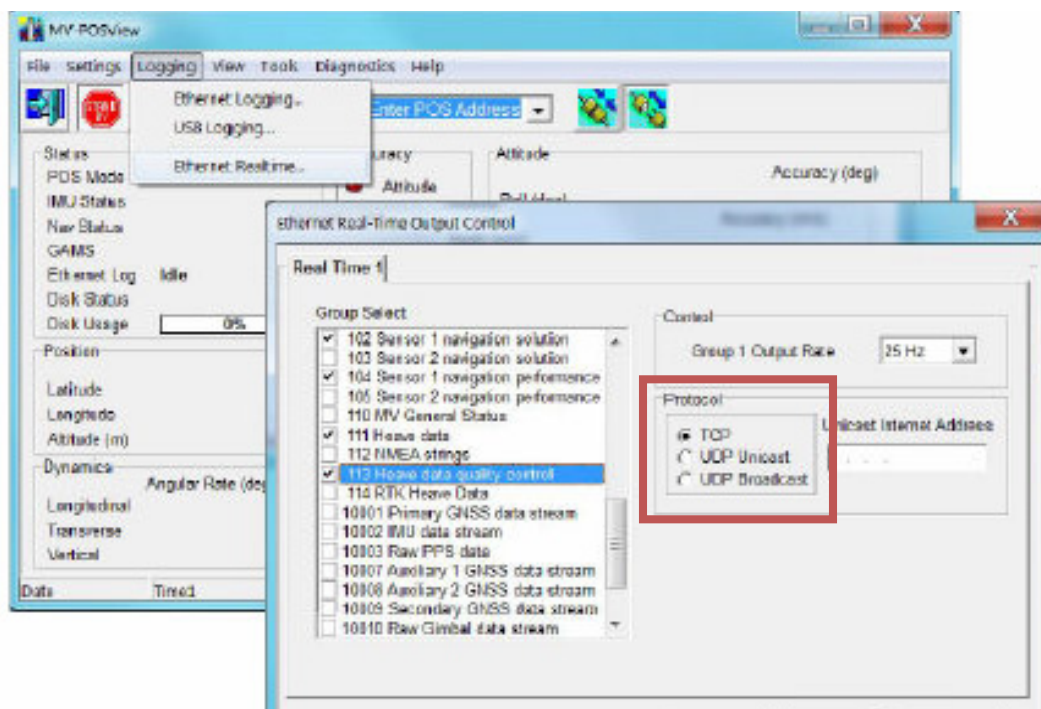 MV-POSView
File Settings Logging View Tools Diagnostics Help
Ethernet Logging...
USB Logging...
Ethernet Realtime...
Enter POS Address
Status
POS Mode
IMU Status
Nav Status
GAMS
Ethernet Log Idle
Disk Status
Disk Usage 0%
Attitude
Attitude
Accuracy (deg)
Position
Latitude
Longitude
Altitude (m)
Dynamics
Angular Rate (deg
Longitudinal
Transverse
Vertical
Date Time1
Ethernet Real-Time Output Control
Real Time 1
Group Select
102 Sensor 1 navigation solution
103 Sensor 2 navigation solution
104 Sensor 1 navigation performance
105 Sensor 2 navigation performance
110 MV General Status
111 Heave data
112 NMEA strings
113 Heave data quality control
114 RTK Heave Data
10001 Primary GNSS data stream
10002 IMU data stream
10003 Raw PPS data
10007 Auxiliary 1 GNSS data stream
10008 Auxiliary 2 GNSS data stream
10009 Secondary GNSS data stream
10010 Raw Gimbal data stream
Control
Group 1 Output Rate 25 Hz
Protocol
TCP
UDP Unicast
UDP Broadcast
Unicast Internet Address